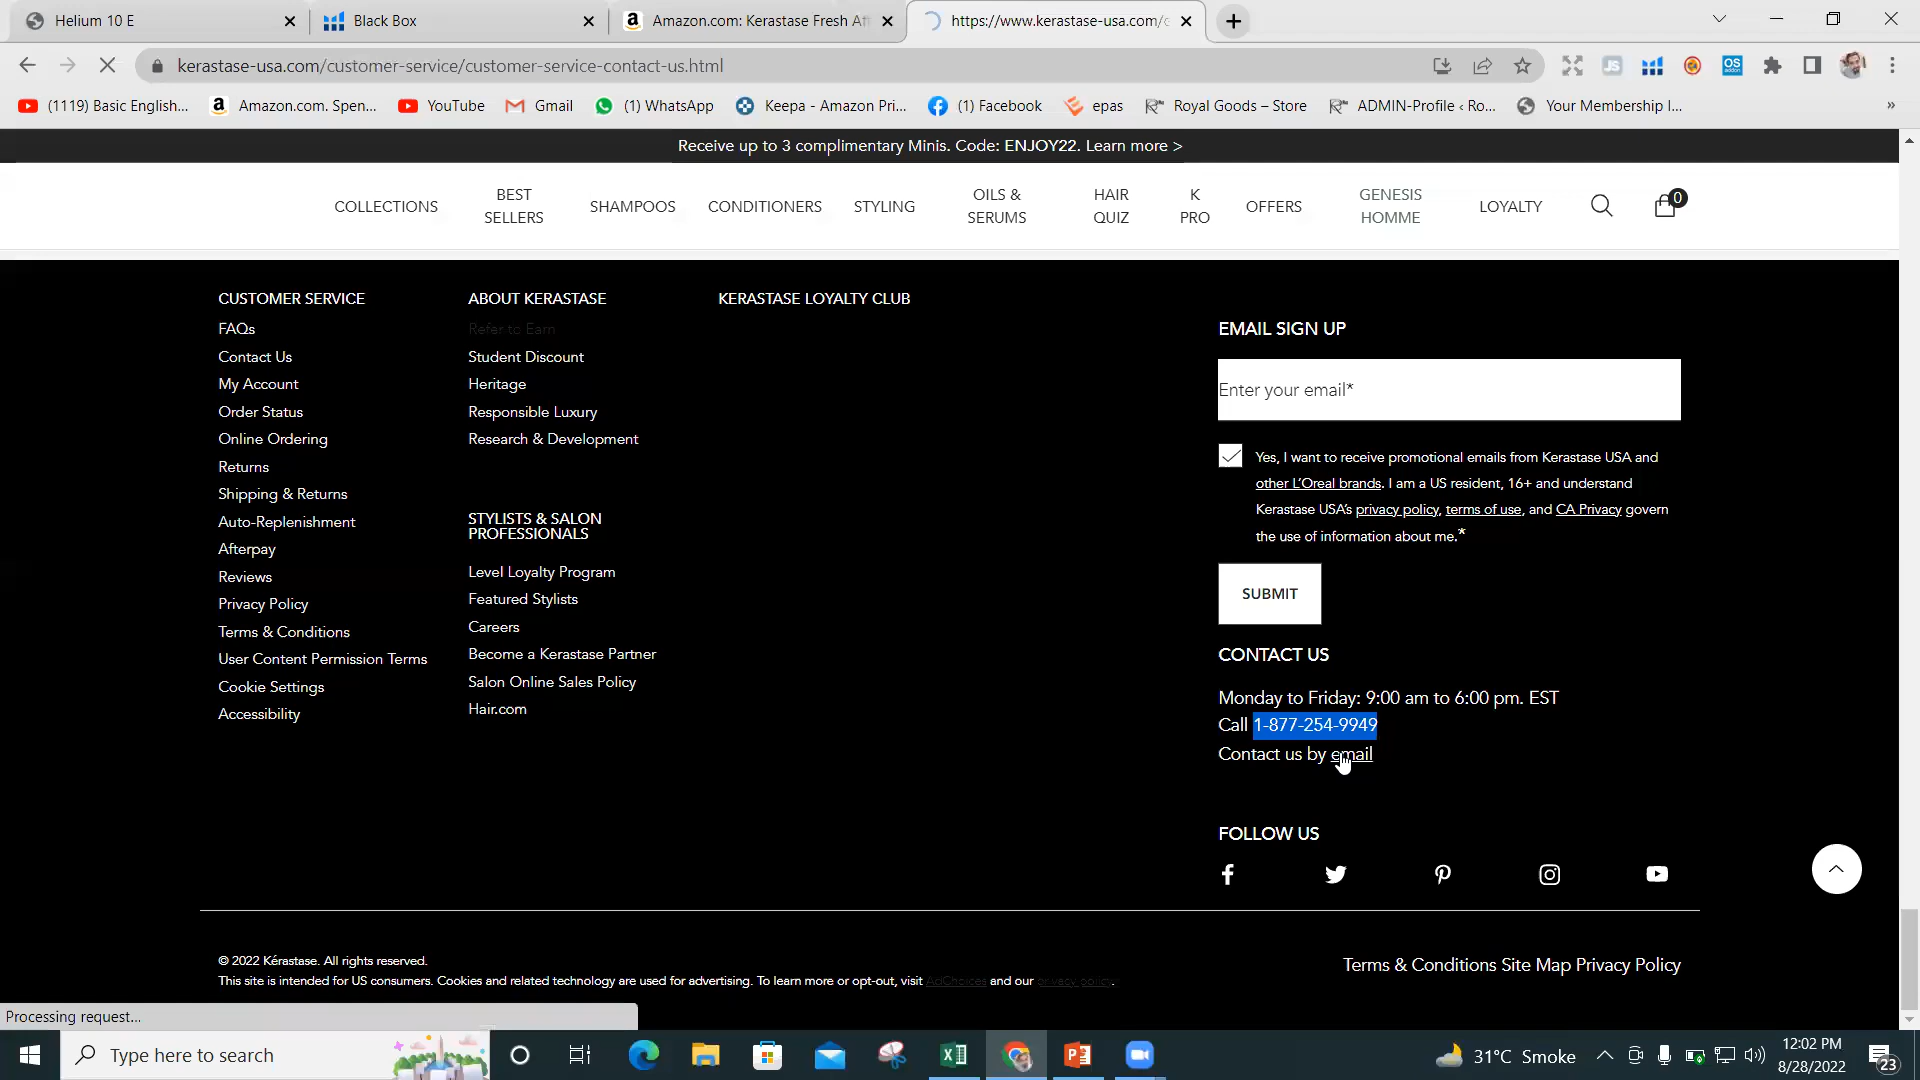 Helium 10 E
Black Box
Amazon.com: Kerastase Fresh Aff
https://www.kerastase-usa.com/c
kerastase-usa.com/customer-service/customer-service-contact-us.html
(1119) Basic English...
Amazon.com. Spen...
YouTube
Gmail
(1) WhatsApp
Keepa - Amazon Pri...
(1) Facebook
epas
Royal Goods – Store
ADMIN-Profile ‹ Ro...
Your Membership I...
Receive up to 3 complimentary Minis. Code: ENJOY22. Learn more >
COLLECTIONS
BEST
SELLERS
SHAMPOOS
CONDITIONERS
STYLING
OILS &
SERUMS
HAIR
QUIZ
K
PRO
OFFERS
GENESIS
HOMME
LOYALTY
0
CUSTOMER SERVICE
FAQs
Contact Us
My Account
Order Status
Online Ordering
Returns
Shipping & Returns
Auto-Replenishment
Afterpay
Reviews
Privacy Policy
Terms & Conditions
User Content Permission Terms
Cookie Settings
Accessibility
ABOUT KERASTASE
Refer to Earn
Student Discount
Heritage
Responsible Luxury
Research & Development
STYLISTS & SALON
PROFESSIONALS
Level Loyalty Program
Featured Stylists
Careers
Become a Kerastase Partner
Salon Online Sales Policy
Hair.com
KERASTASE LOYALTY CLUB
EMAIL SIGN UP
Enter your email*
Yes, I want to receive promotional emails from Kerastase USA and
other L'Oreal brands. I am a US resident, 16+ and understand
Kerastase USA's privacy policy, terms of use, and CA Privacy govern
the use of information about me.*
SUBMIT
CONTACT US
Monday to Friday: 9:00 am to 6:00 pm. EST
Call 1-877-254-9949
Contact us by email
FOLLOW US
© 2022 Kérastase. All rights reserved.
This site is intended for US consumers. Cookies and related technology are used for advertising. To learn more or opt-out, visit AdChoices and our privacy policy.
Terms & Conditions Site Map Privacy Policy
Processing request...
Type here to search
31°C Smoke
12:02 PM
8/28/2022
23